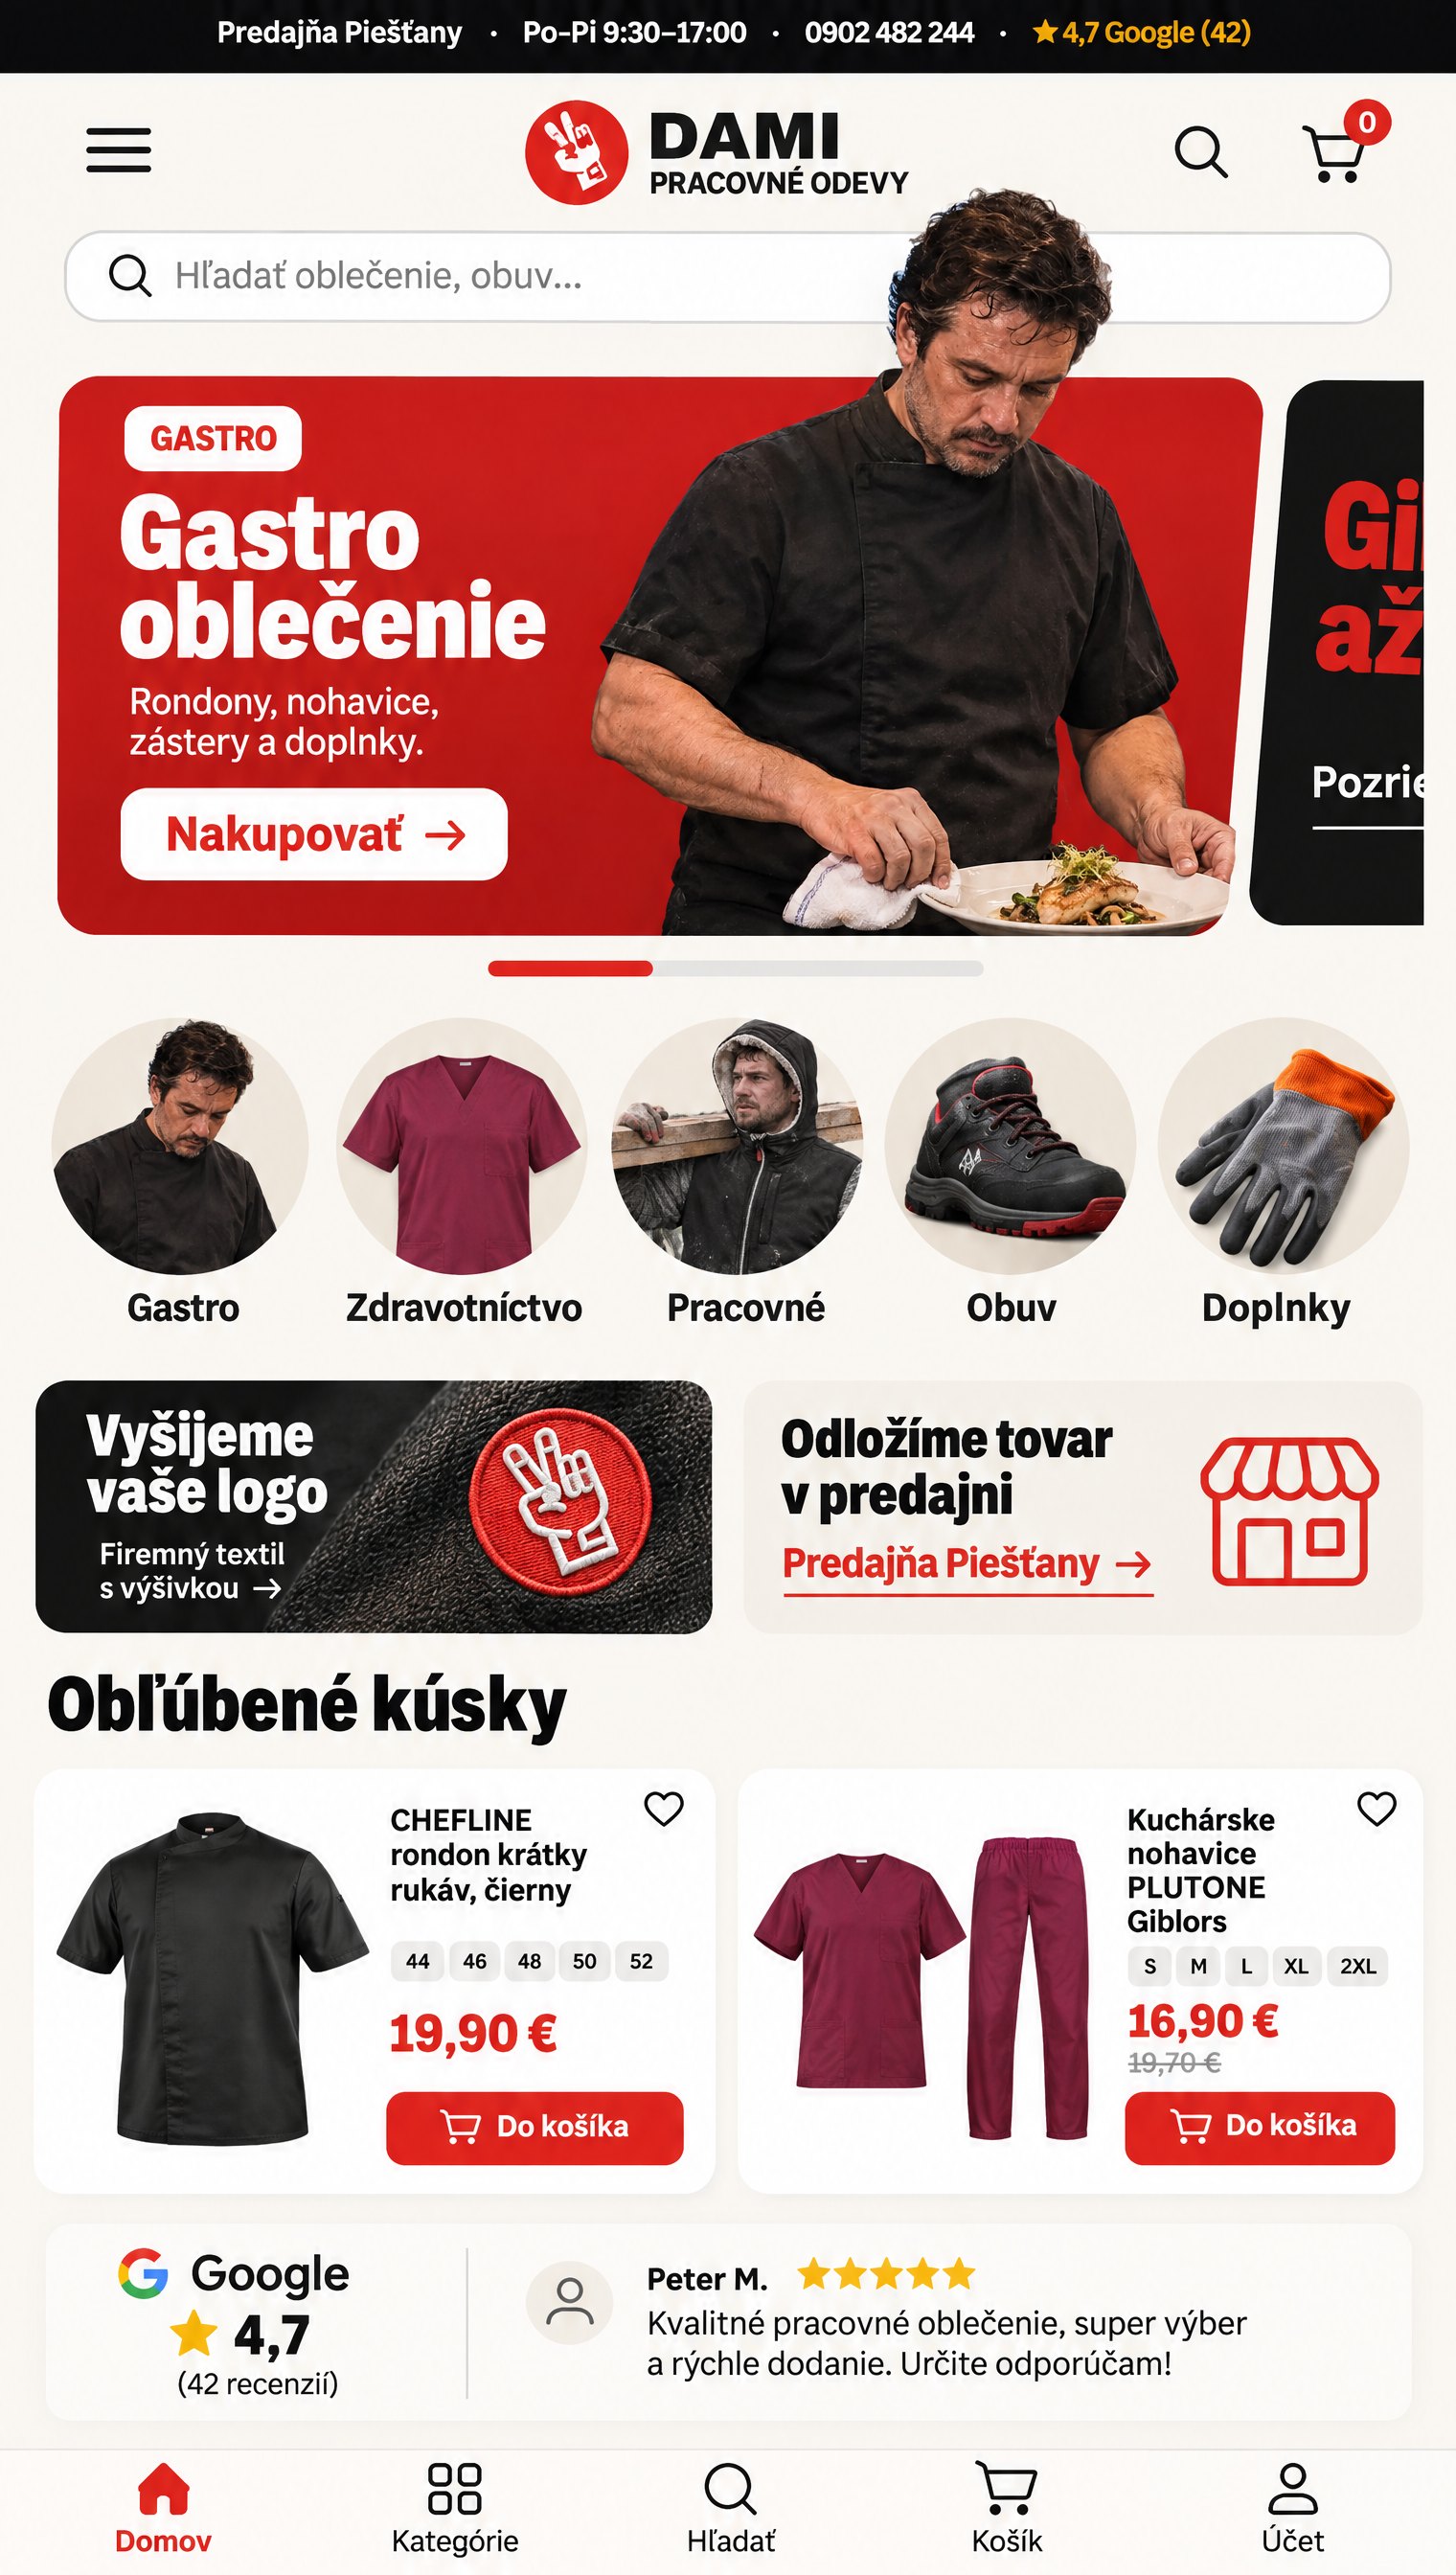 Predajňa Piešťany • Po-Pi 9:30–17:00 • 0902 482 244 • 4,7 Google (42)
DAMI
PRACOVNÉ ODEVY
0
Hľadať oblečenie, obuv...
GASTRO
Gastro
oblečenie
Rondony, nohavice,
zástery a doplnky.
Nakupovať →
Gi
až
Pozrie
Gastro
Zdravotníctvo
Pracovné
Obuv
Doplnky
Vyšijeme
vaše logo
Firemný textil
s výšivkou →
Odložíme tovar
v predajni
Predajňa Piešťany →
Obľúbené kúsky
CHEFLINE
rondon krátky
rukáv, čierny
44 46 48 50 52
19,90 €
Do košíka
Kuchárske
nohavice
PLUTONE
Giblors
S M L XL 2XL
16,90 €
19,70 €
Do košíka
Google
4,7
(42 recenzií)
Peter M.
Kvalitné pracovné oblečenie, super výber
a rýchle dodanie. Určite odporúčam!
Domov
Kategórie
Hľadať
Košík
Účet